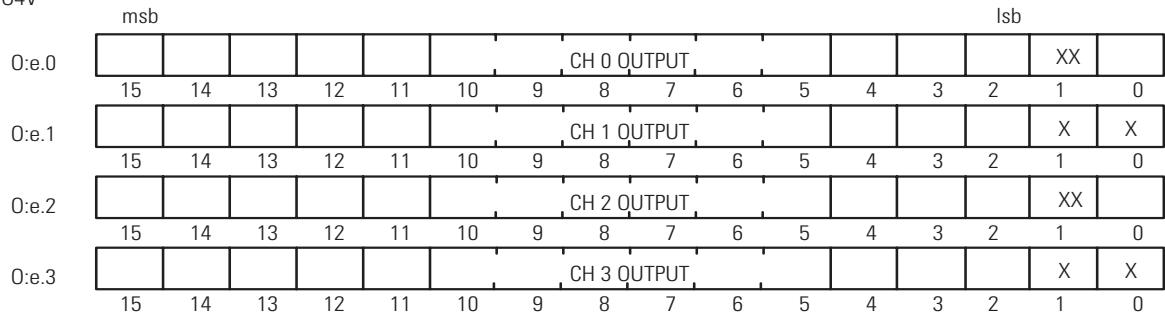 msb lsb
O:e.0 CH 0 OUTPUT XX
15 14 13 12 11 10 9 8 7 6 5 4 3 2 1 0
O:e.1 CH 1 OUTPUT X X
15 14 13 12 11 10 9 8 7 6 5 4 3 2 1 0
O:e.2 CH 2 OUTPUT XX
15 14 13 12 11 10 9 8 7 6 5 4 3 2 1 0
O:e.3 CH 3 OUTPUT X X
15 14 13 12 11 10 9 8 7 6 5 4 3 2 1 0